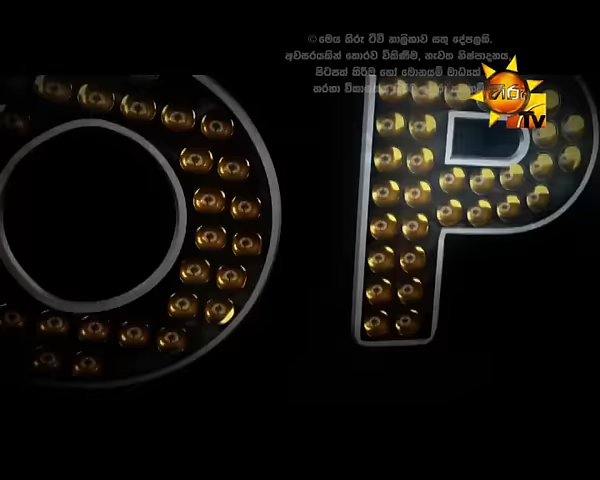 © මෙය හිරු ටීවී නාලිකාව සතු දේපලකි.
අවසරයකින් තොරව විකිණීම, නැවත නිෂ්පාදනය,
පිටපත් කිරීම හෝ මොනයම් මාධ්‍යක
හරහා
හිරු
TV
OP